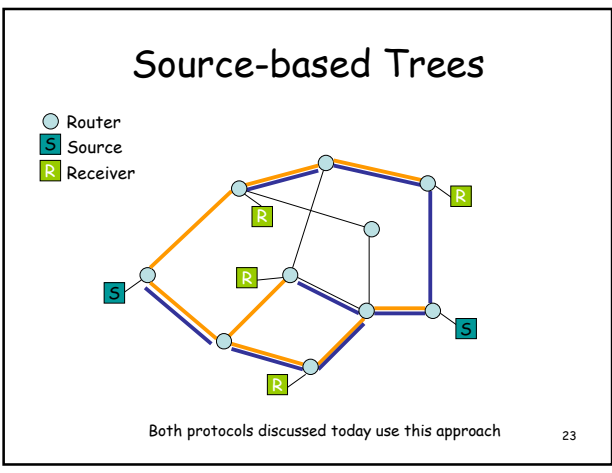 Source-based Trees
Router
S Source
R Receiver
R
R
R
S
S
R
Both protocols discussed today use this approach
23